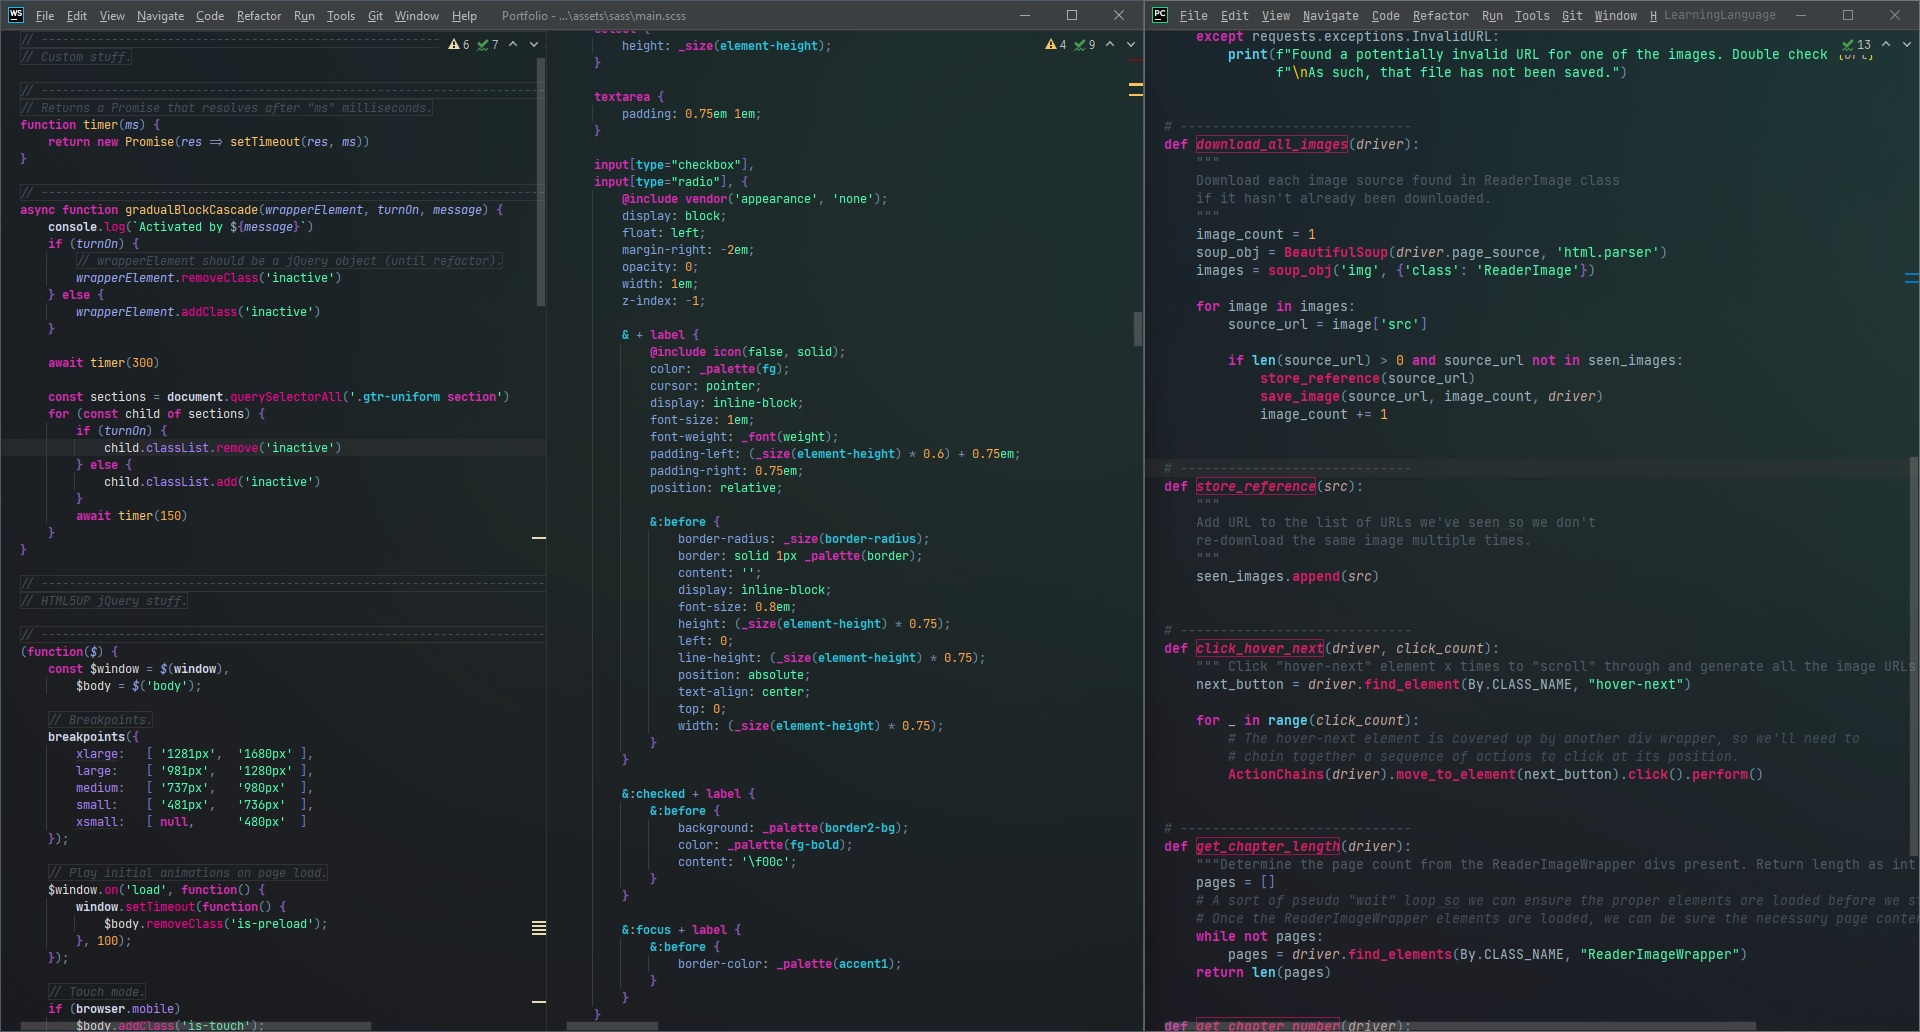 WS File Edit View Navigate Code Refactor Run Tools Git Window Help Portfolio - ...\assets\sass\main.scss
// ------------------------------------------------------------------------
// Custom stuff.
6 7
// ------------------------------------------------------------------------
// Returns a Promise that resolves after "ms" milliseconds.
function timer(ms) {
    return new Promise(res => setTimeout(res, ms))
}
// ------------------------------------------------------------------------
async function gradualBlockCascade(wrapperElement, turnOn, message) {
    console.log(`Activated by ${message}`)
    if (turnOn) {
        // wrapperElement should be a jQuery object (until refactor).
        wrapperElement.removeClass('inactive')
    } else {
        wrapperElement.addClass('inactive')
    }
    await timer(300)
    const sections = document.querySelectorAll('.gtr-uniform section')
    for (const child of sections) {
        if (turnOn) {
            child.classList.remove('inactive')
        } else {
            child.classList.add('inactive')
        }
        await timer(150)
    }
}
// ------------------------------------------------------------------------
// HTML5UP jQuery stuff.
// ------------------------------------------------------------------------
(function($) {
    const $window = $(window),
        $body = $('body');
    // Breakpoints.
    breakpoints({
        xlarge:   [ '1281px',  '1680px' ],
        large:    [ '981px',   '1280px' ],
        medium:   [ '737px',   '980px'  ],
        small:    [ '481px',   '736px'  ],
        xsmall:   [ null,      '480px'  ]
    });
    // Play initial animations on page load.
    $window.on('load', function() {
        window.setTimeout(function() {
            $body.removeClass('is-preload');
        }, 100);
    });
    // Touch mode.
    if (browser.mobile)
        $body.addClass('is-touch');
select {
    height: _size(element-height);
}
4 9
textarea {
    padding: 0.75em 1em;
}
input[type="checkbox"],
input[type="radio"], {
    @include vendor('appearance', 'none');
    display: block;
    float: left;
    margin-right: -2em;
    opacity: 0;
    width: 1em;
    z-index: -1;
    & + label {
        @include icon(false, solid);
        color: _palette(fg);
        cursor: pointer;
        display: inline-block;
        font-size: 1em;
        font-weight: _font(weight);
        padding-left: (_size(element-height) * 0.6) + 0.75em;
        padding-right: 0.75em;
        position: relative;
        &:before {
            border-radius: _size(border-radius);
            border: solid 1px _palette(border);
            content: '';
            display: inline-block;
            font-size: 0.8em;
            height: (_size(element-height) * 0.75);
            left: 0;
            line-height: (_size(element-height) * 0.75);
            position: absolute;
            text-align: center;
            top: 0;
            width: (_size(element-height) * 0.75);
        }
    }
    &:checked + label {
        &:before {
            background: _palette(border2-bg);
            color: _palette(fg-bold);
            content: '\f00c';
        }
    }
    &:focus + label {
        &:before {
            border-color: _palette(accent1);
        }
    }
}
PC File Edit View Navigate Code Refactor Run Tools Git Window H LearningLanguage
    except requests.exceptions.InvalidURL:
        print(f"Found a potentially invalid URL for one of the images. Double check {url}
              f"\nAs such, that file has not been saved.")
13
# -----------------------------
def download_all_images(driver):
    """
    Download each image source found in ReaderImage class
    if it hasn't already been downloaded.
    """
    image_count = 1
    soup_obj = BeautifulSoup(driver.page_source, 'html.parser')
    images = soup_obj('img', {'class': 'ReaderImage'})
    for image in images:
        source_url = image['src']
        if len(source_url) > 0 and source_url not in seen_images:
            store_reference(source_url)
            save_image(source_url, image_count, driver)
            image_count += 1
# -----------------------------
def store_reference(src):
    """
    Add URL to the list of URLs we've seen so we don't
    re-download the same image multiple times.
    """
    seen_images.append(src)
# -----------------------------
def click_hover_next(driver, click_count):
    """ Click "hover-next" element x times to "scroll" through and generate all the image URLs
    next_button = driver.find_element(By.CLASS_NAME, "hover-next")
    for _ in range(click_count):
        # The hover-next element is covered up by another div wrapper, so we'll need to
        # chain together a sequence of actions to click at its position.
        ActionChains(driver).move_to_element(next_button).click().perform()
# -----------------------------
def get_chapter_length(driver):
    """Determine the page count from the ReaderImageWrapper divs present. Return length as int
    pages = []
    # A sort of pseudo "wait" loop so we can ensure the proper elements are loaded before we st
    # Once the ReaderImageWrapper elements are loaded, we can be sure the necessary page conten
    while not pages:
        pages = driver.find_elements(By.CLASS_NAME, "ReaderImageWrapper")
    return len(pages)
def get_chapter_number(driver):